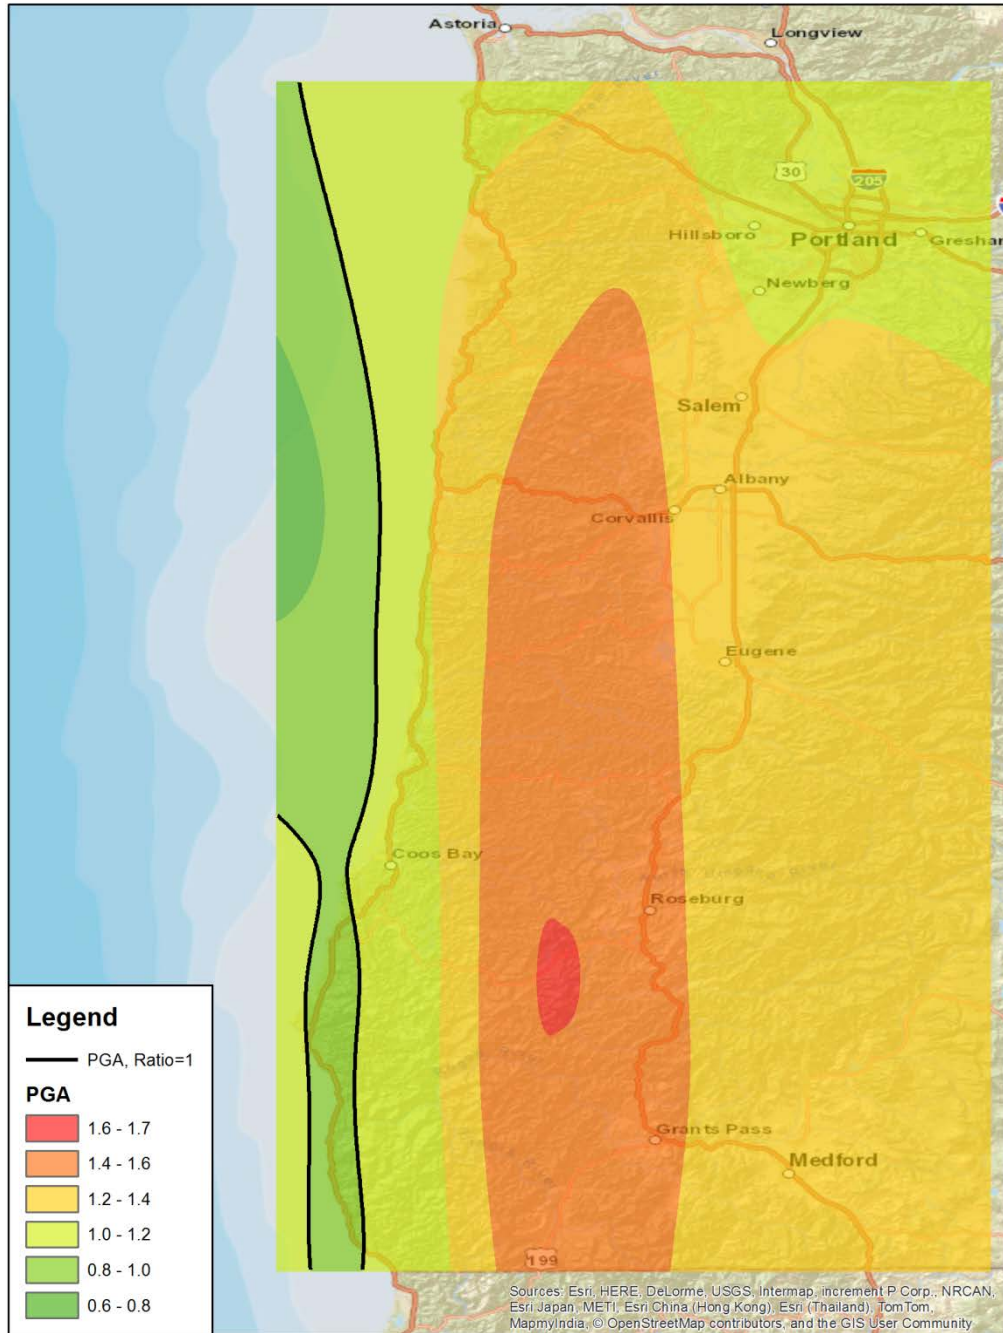 Astoria
Longview
30
205
Hillsboro
Portland
Gresham
Newberg
Salem
Albany
Corvallis
Eugene
Coos Bay
Roseburg
Grants Pass
Medford
199
Legend
PGA, Ratio=1
PGA
1.6 - 1.7
1.4 - 1.6
1.2 - 1.4
1.0 - 1.2
0.8 - 1.0
0.6 - 0.8
Sources: Esri, HERE, DeLorme, USGS, Intermap, increment P Corp., NRCAN,
Esri Japan, METI, Esri China (Hong Kong), Esri (Thailand), TomTom,
MapmyIndia, © OpenStreetMap contributors, and the GIS User Community